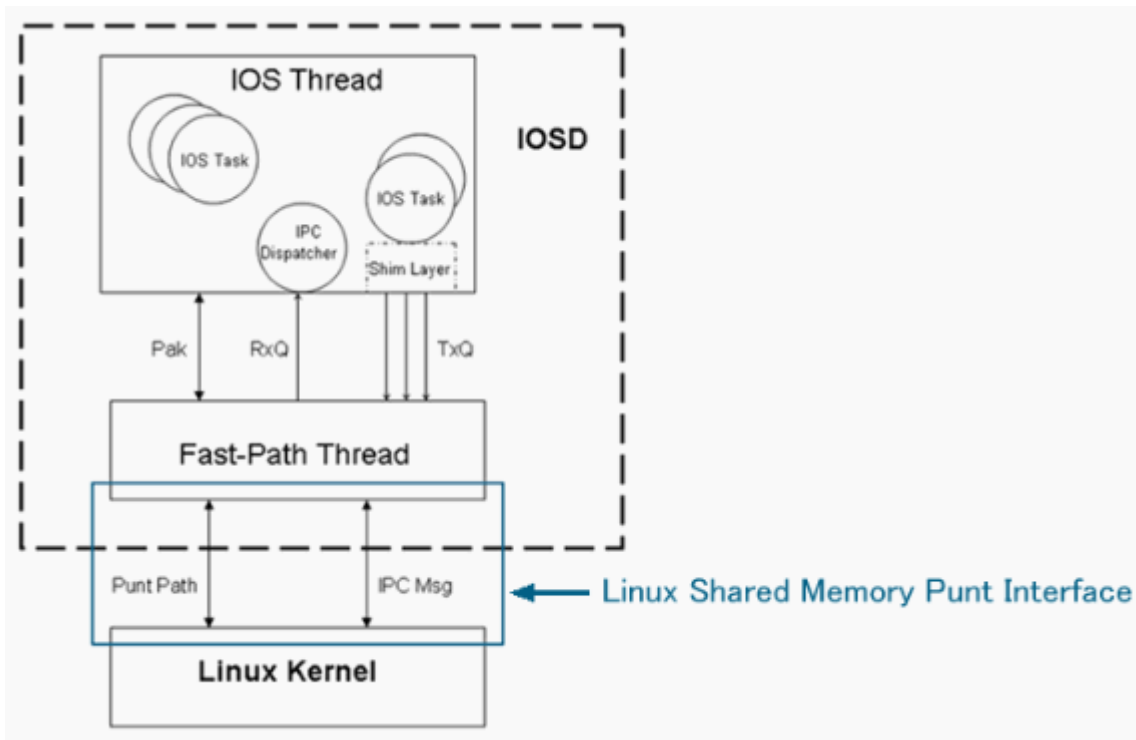 IOS Thread
IOSD
IOS Task
IOS Task
IPC
Dispatcher
Shim Layer
Pak
RxQ
TxQ
Fast-Path Thread
Punt Path
IPC Msg
Linux Shared Memory Punt Interface
Linux Kernel